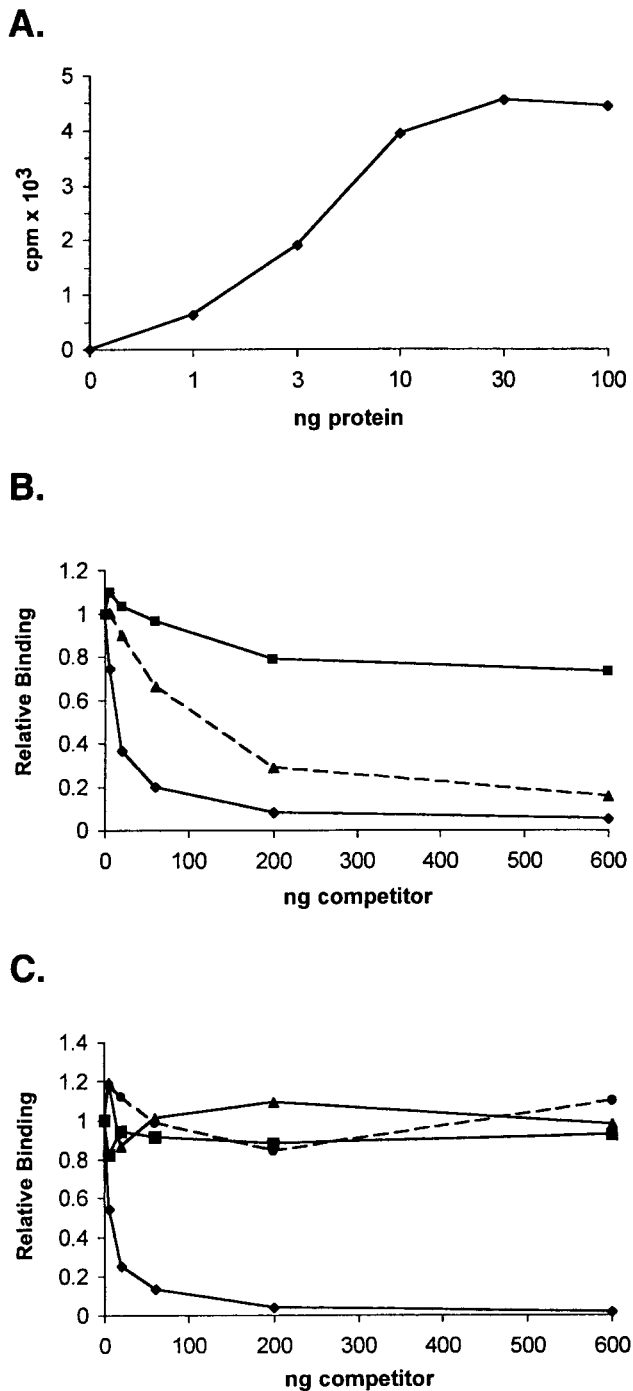 A.
5
4
3
2
1
0
cpm x 10³
0 1 3 10 30 100
ng protein
B.
1.2
1
0.8
0.6
0.4
0.2
0
Relative Binding
0 100 200 300 400 500 600
ng competitor
C.
1.4
1.2
1
0.8
0.6
0.4
0.2
0
Relative Binding
0 100 200 300 400 500 600
ng competitor